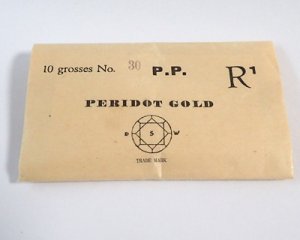 10 grosses No. 30 P.P. R¹
PERIDOT GOLD
D S W
TRADE MARK